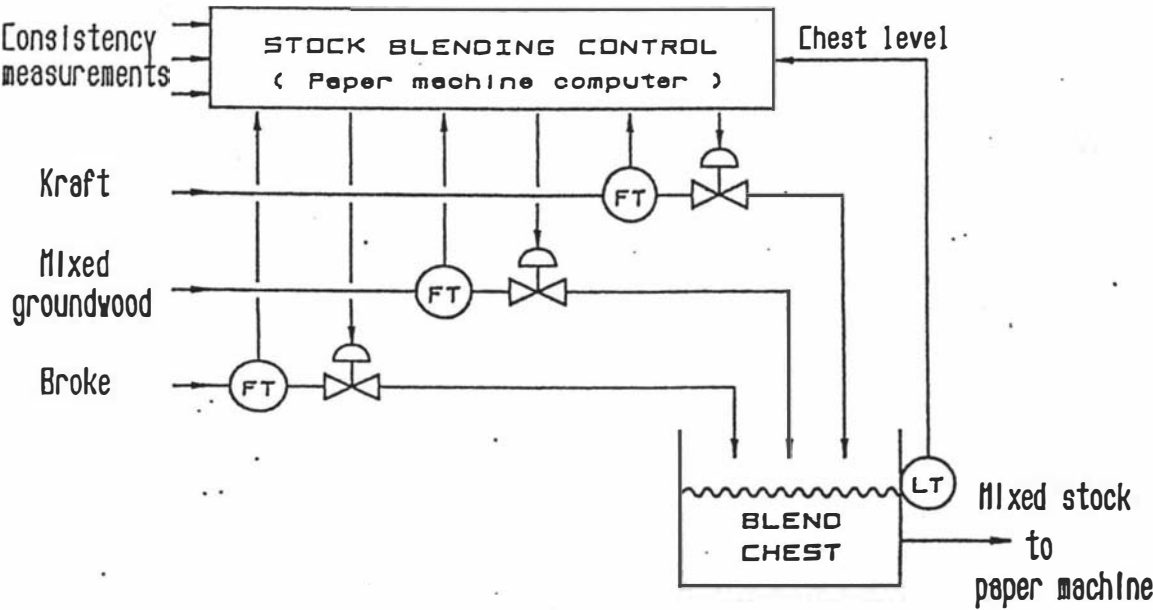 Consistency
measurements
STOCK BLENDING CONTROL
( Paper machine computer )
Chest level
Kraft
FT
Mixed
groundwood
FT
Broke
FT
LT
BLEND
CHEST
Mixed stock
to
paper machine